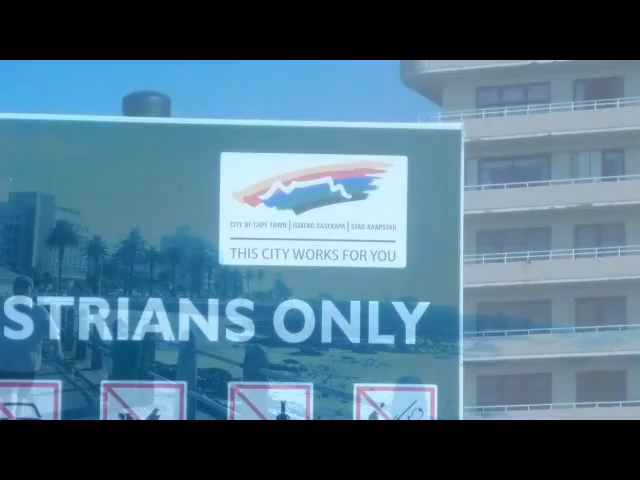 CITY OF CAPE TOWN | ISIXEKO SASEKAPA | STAD KAAPSTAD
THIS CITY WORKS FOR YOU
STRIANS ONLY